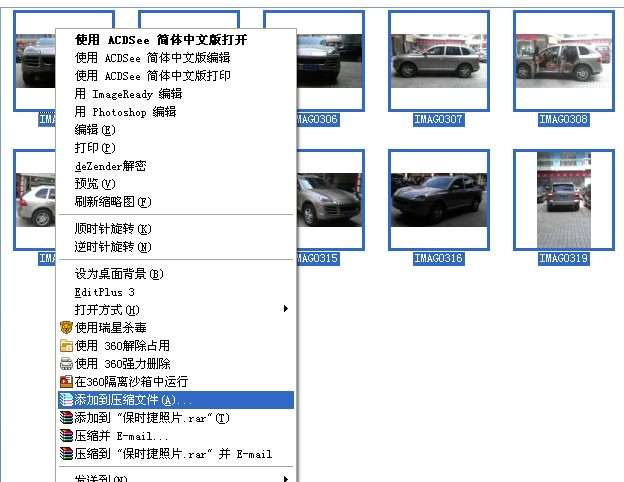 使用 ACDSee 简体中文版打开
使用 ACDSee 简体中文版编辑
使用 ACDSee 简体中文版打印
用 ImageReady 编辑
用 Photoshop 编辑
编辑(E)
打印(P)
deZender解密
预览(V)
刷新缩略图(F)
顺时针旋转(K)
逆时针旋转(N)
设为桌面背景(B)
EditPlus 3
打开方式(H)
使用瑞星杀毒
使用 360解除占用
使用 360强力删除
在360隔离沙箱中运行
添加到压缩文件(A)...
添加到 "保时捷照片.rar"(T)
压缩并 E-mail...
压缩到 "保时捷照片.rar" 并 E-mail
发送到(N)
IMAG0306
IMAG0307
IMAG0308
IMAG0315
IMAG0316
IMAG0319